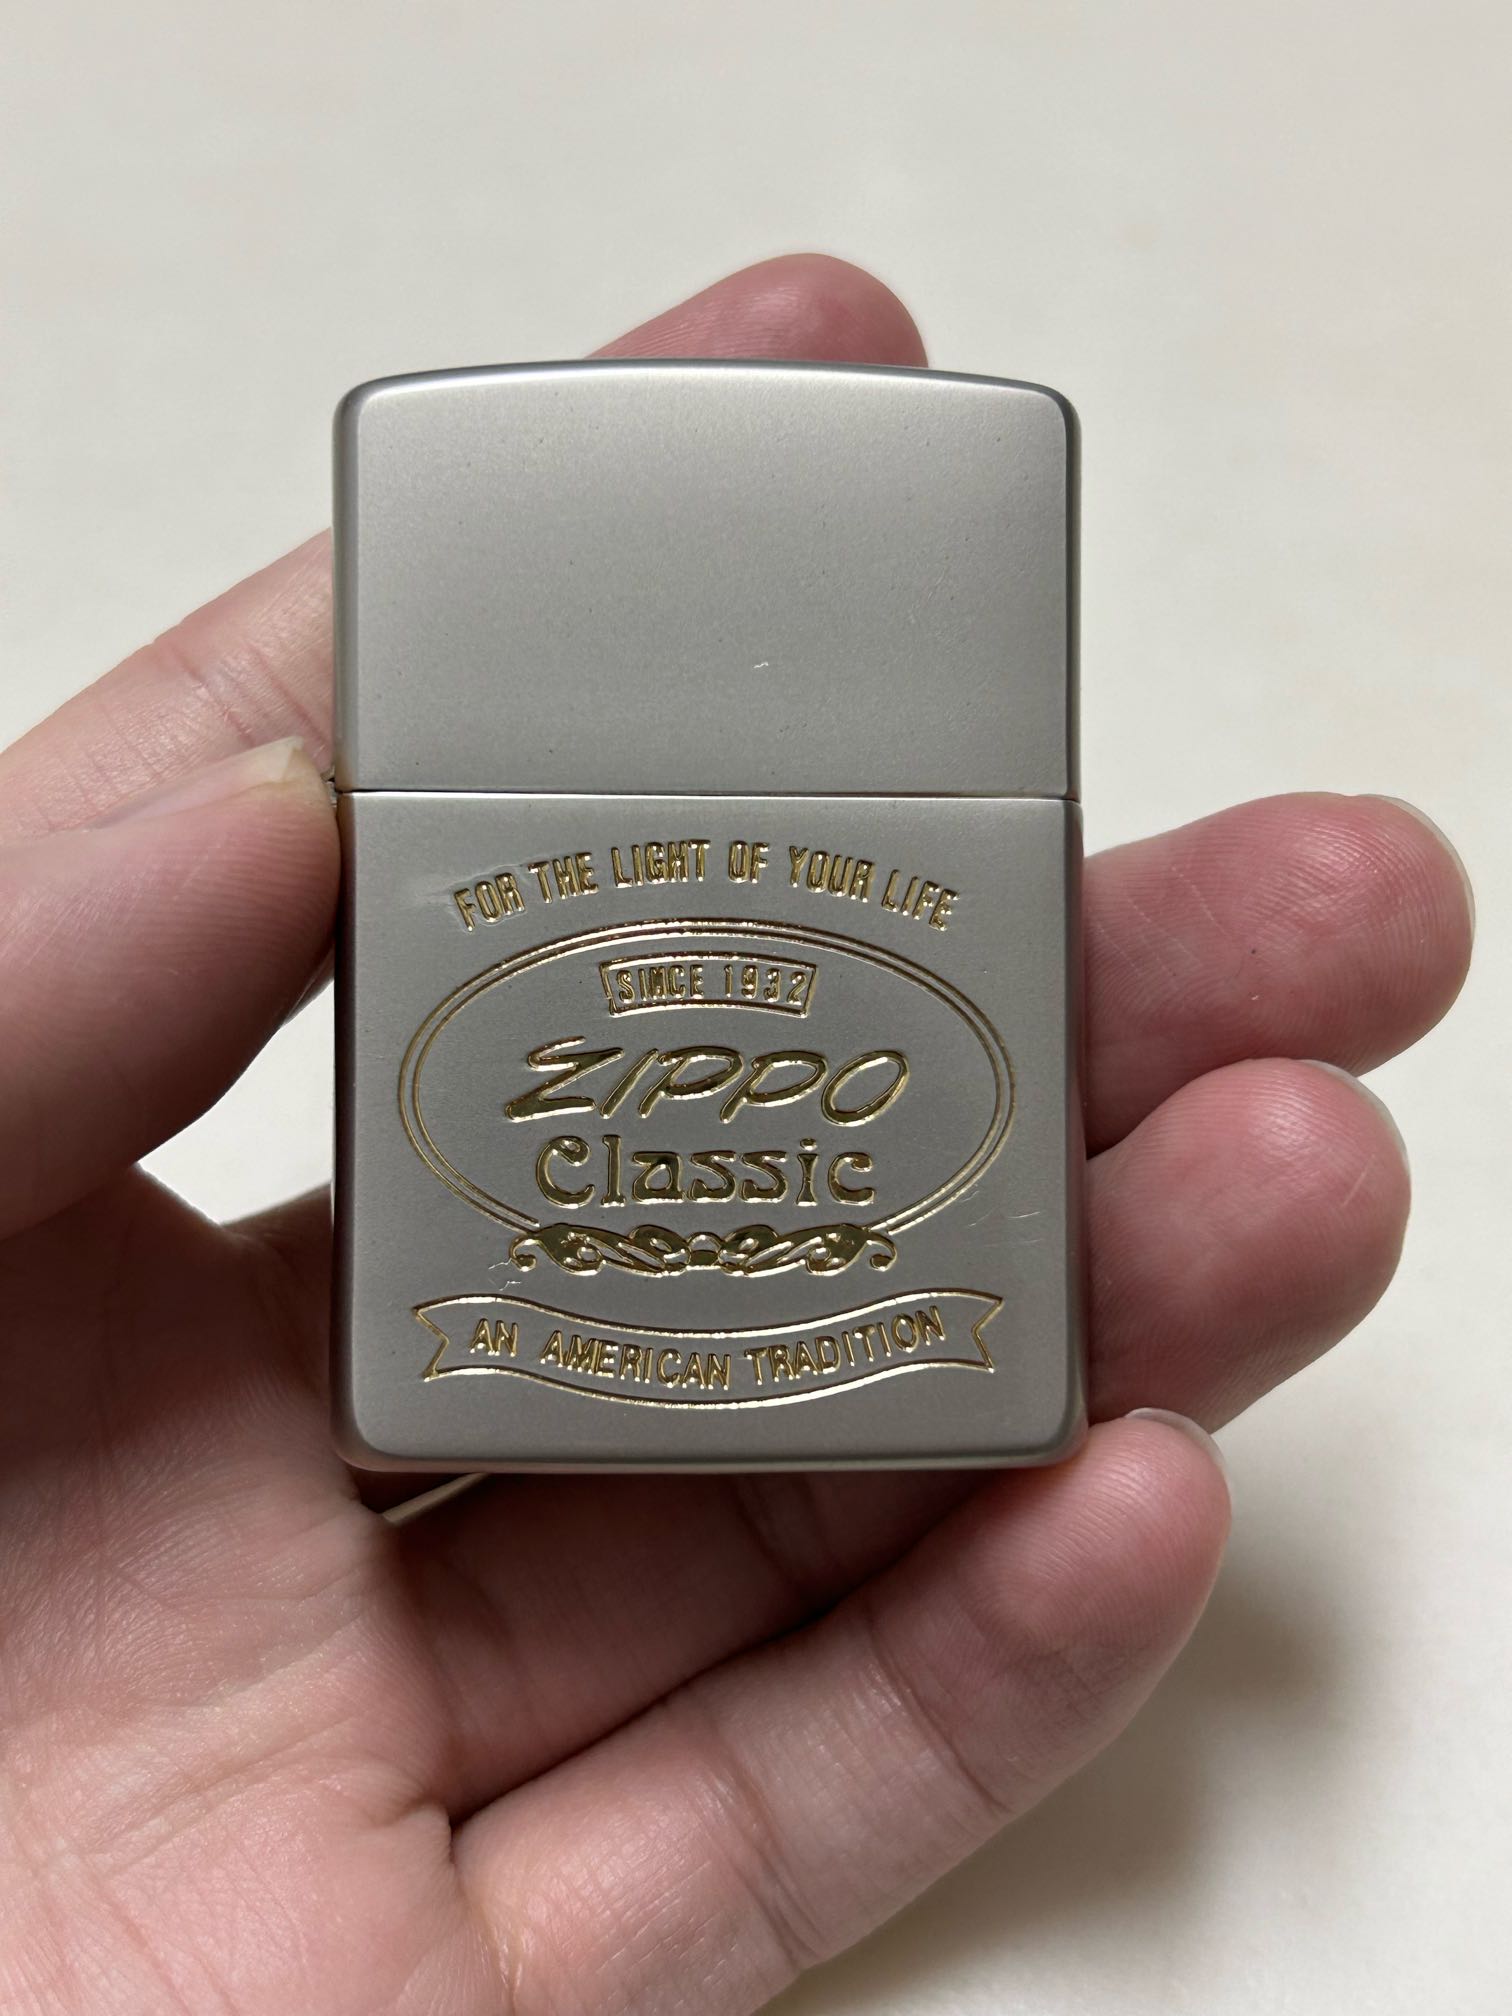 FOR THE LIGHT OF YOUR LIFE
SINCE 1932
ZIPPO
Classic
AN AMERICAN TRADITION